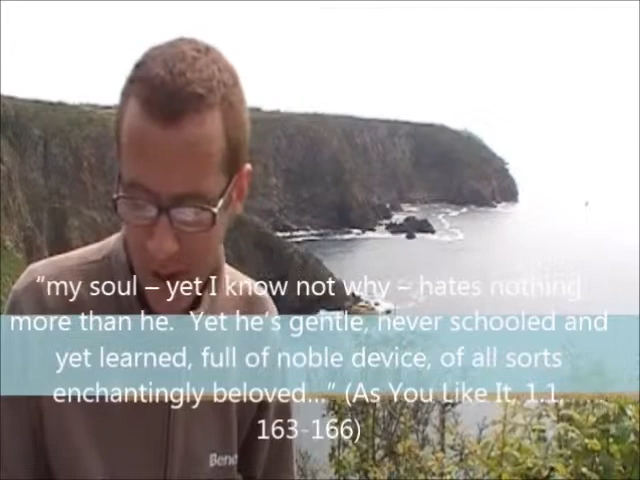 "my soul – yet I know not why – hates nothing
more than he. Yet he's gentle, never schooled and
yet learned, full of noble device, of all sorts
enchantingly beloved..." (As You Like It, 1.1,
163-166)
Benc